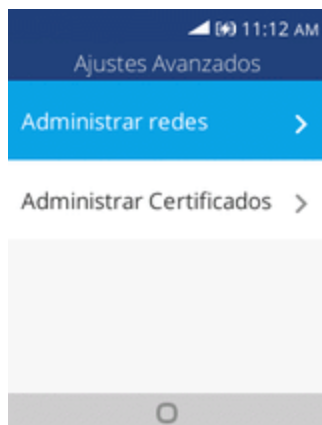 11:12 AM
Ajustes Avanzados
Administrar redes
Administrar Certificados